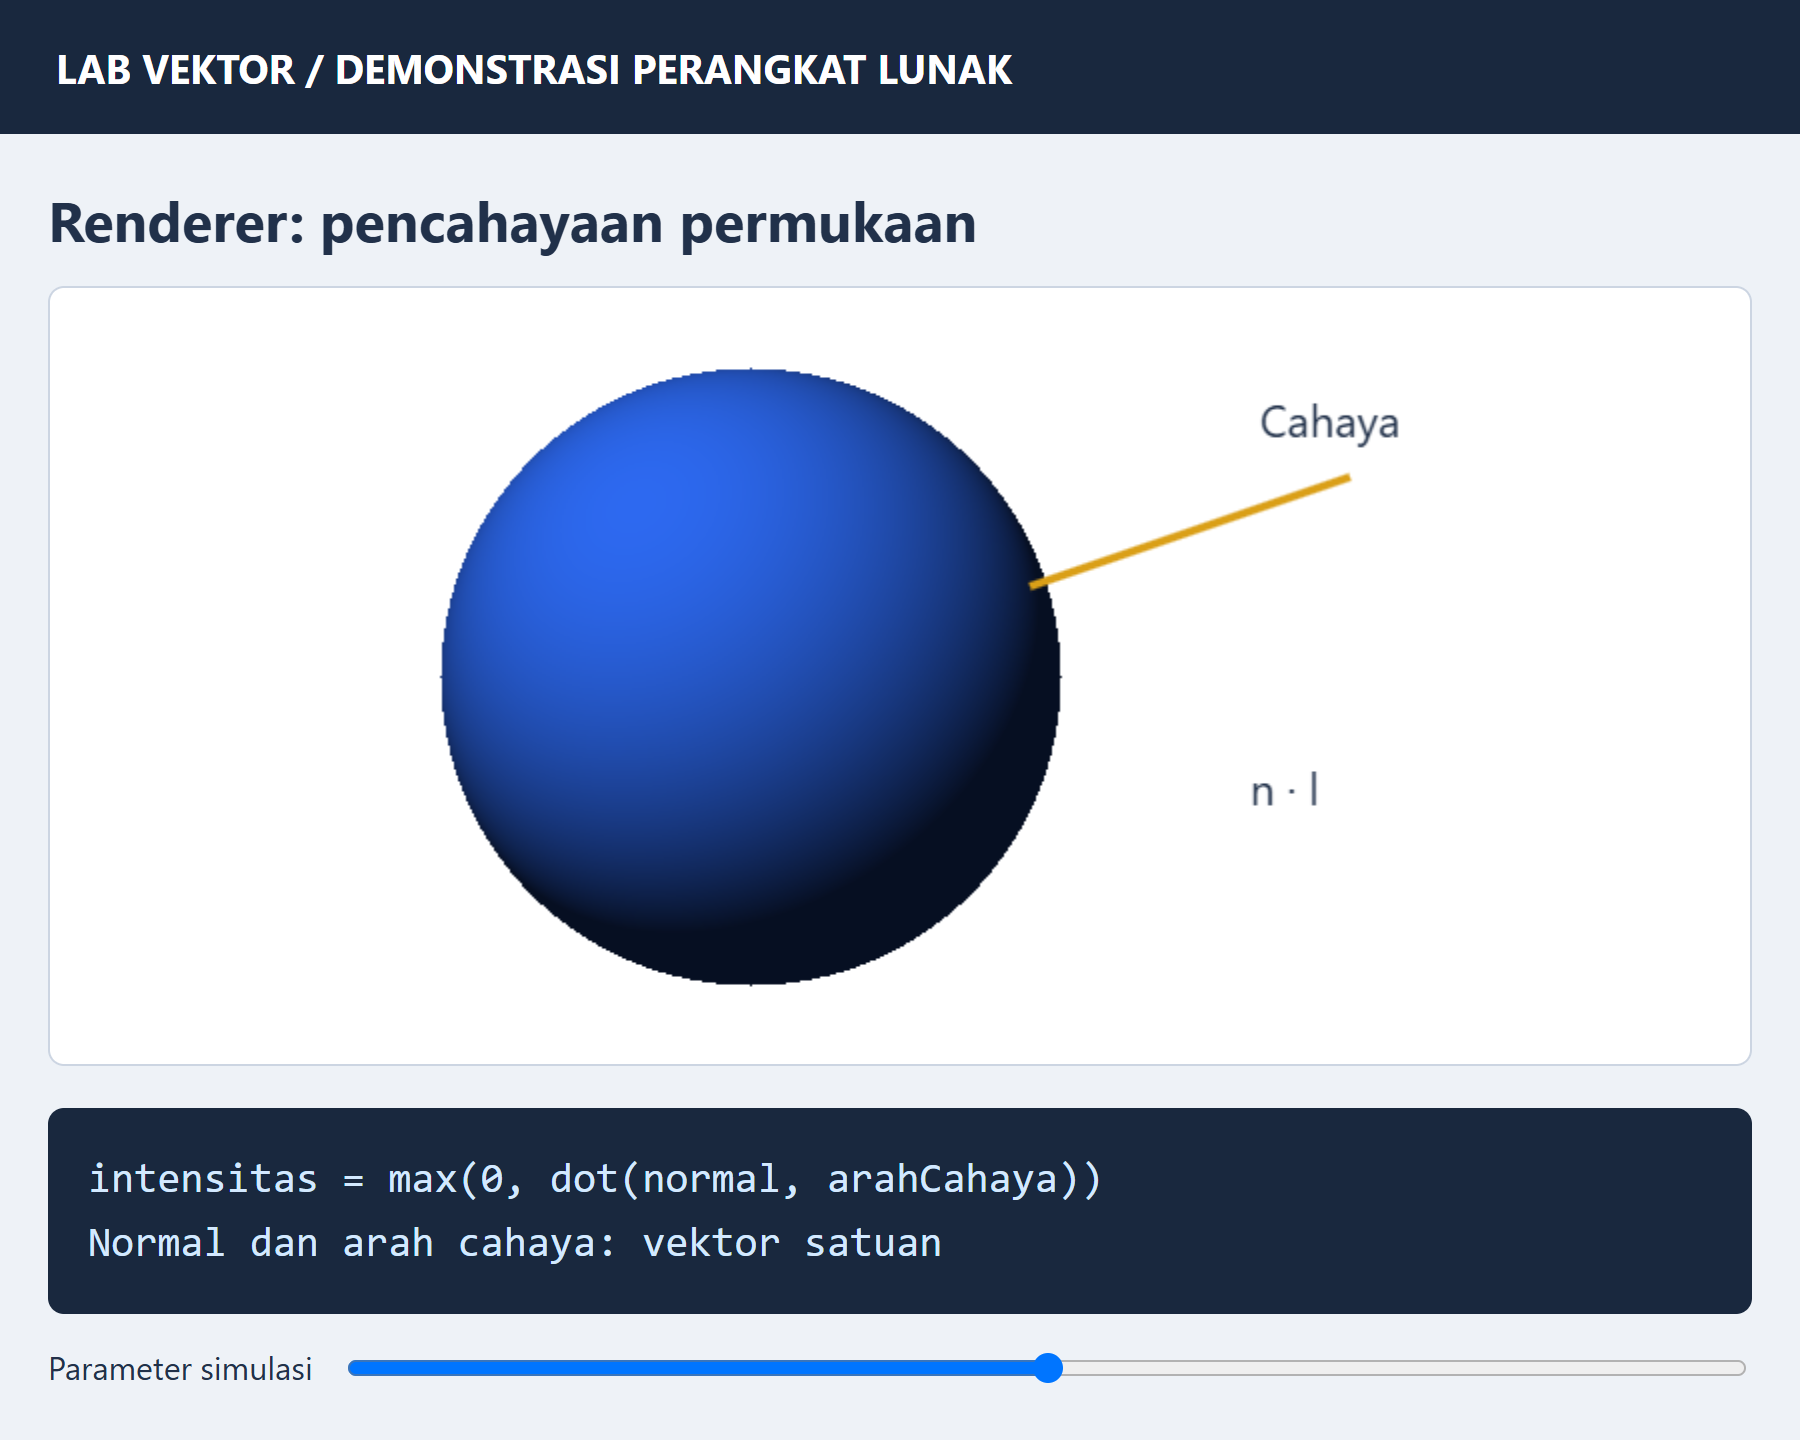 LAB VEKTOR / DEMONSTRASI PERANGKAT LUNAK
Renderer: pencahayaan permukaan
Cahaya
n · l
intensitas = max(0, dot(normal, arahCahaya))
Normal dan arah cahaya: vektor satuan
Parameter simulasi